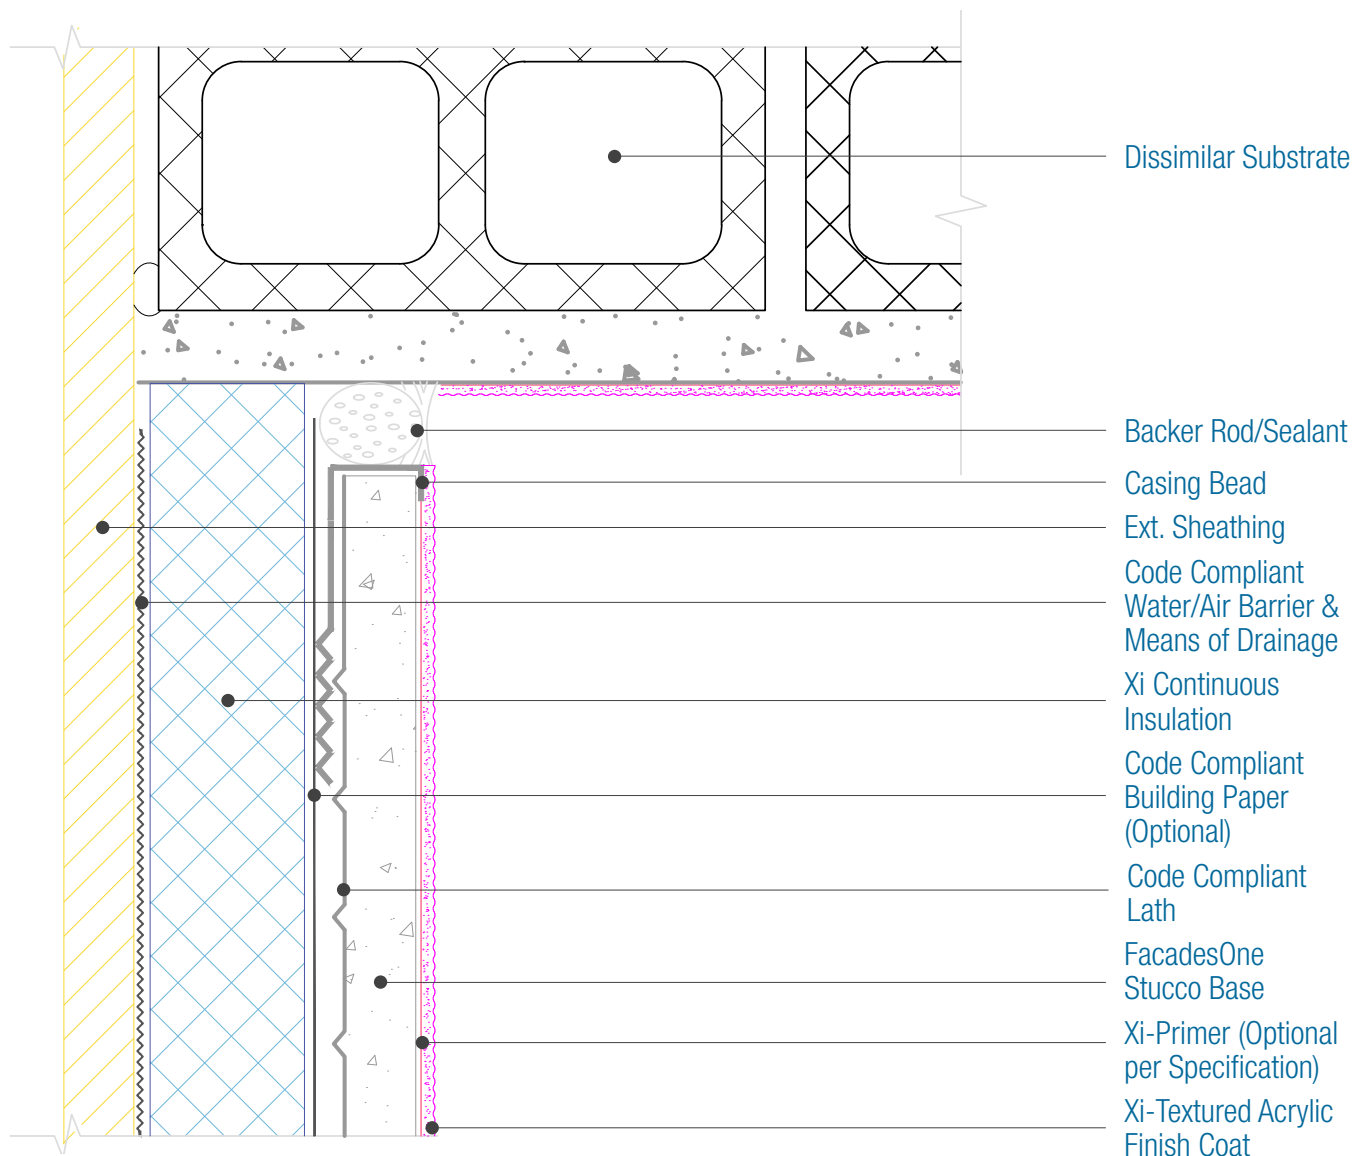 Dissimilar Substrate
Backer Rod/Sealant
Casing Bead
Ext. Sheathing
Code Compliant
Water/Air Barrier &
Means of Drainage
Xi Continuous
Insulation
Code Compliant
Building Paper
(Optional)
Code Compliant
Lath
FacadesOne
Stucco Base
Xi-Primer (Optional
per Specification)
Xi-Textured Acrylic
Finish Coat